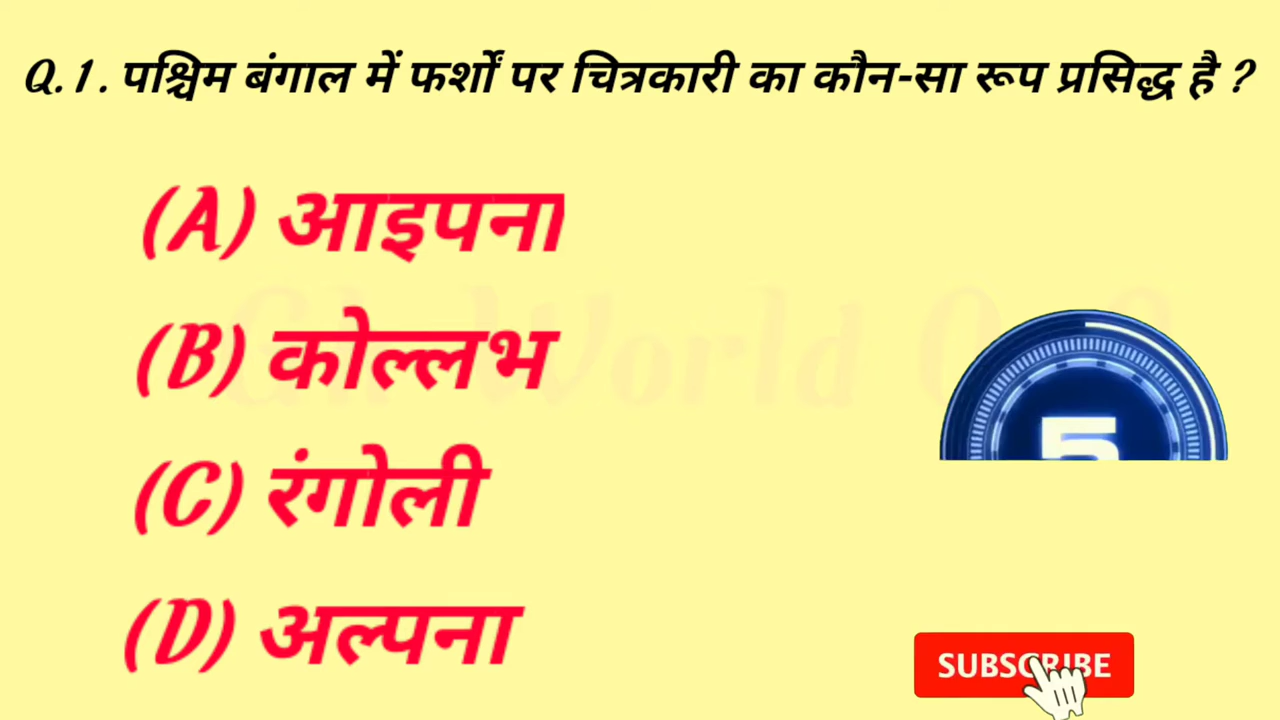 Q.1. पश्चिम बंगाल में फर्शों पर चित्रकारी का कौन-सा रूप प्रसिद्ध है ?
(A) आइपना
(B) कोल्लभ
(C) रंगोली
(D) अल्पना
5
SUBSCRIBE